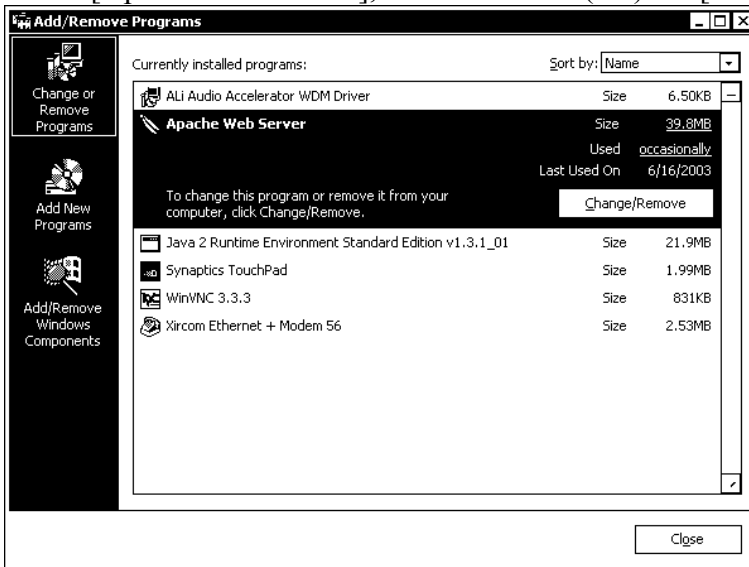 Add/Remove Programs
Change or
Remove
Programs
Add New
Programs
Add/Remove
Windows
Components
Currently installed programs:
Sort by: Name
ALi Audio Accelerator WDM Driver Size 6.50KB
Apache Web Server Size 39.8MB
Used occasionally
Last Used On 6/16/2003
To change this program or remove it from your
computer, click Change/Remove.
Change/Remove
Java 2 Runtime Environment Standard Edition v1.3.1_01 Size 21.9MB
Synaptics TouchPad Size 1.99MB
WinVNC 3.3.3 Size 831KB
Xircom Ethernet + Modem 56 Size 2.53MB
Close